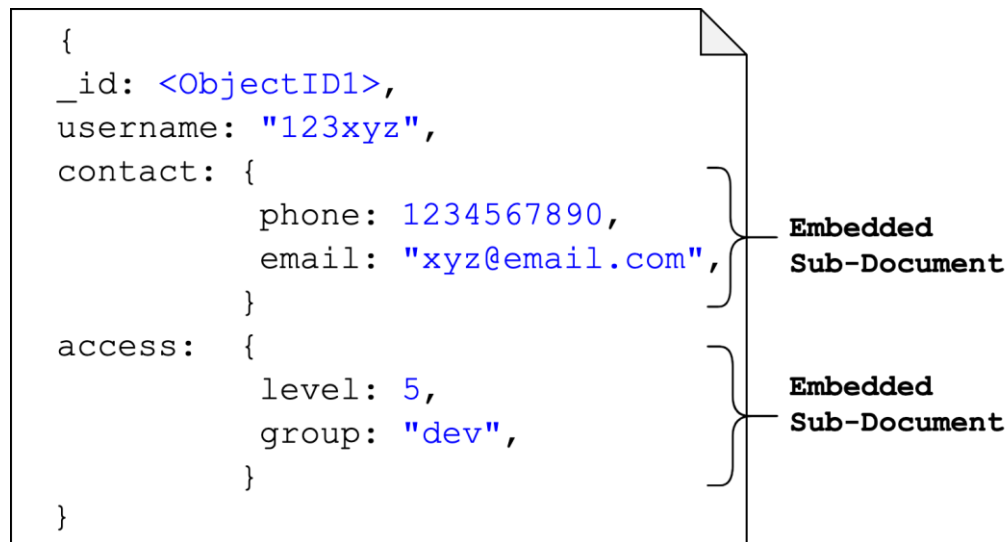 {
_id: <ObjectID1>,
username: "123xyz",
contact: {
phone: 1234567890,
email: "xyz@email.com",
}
access: {
level: 5,
group: "dev",
}
}
Embedded
Sub-Document
Embedded
Sub-Document